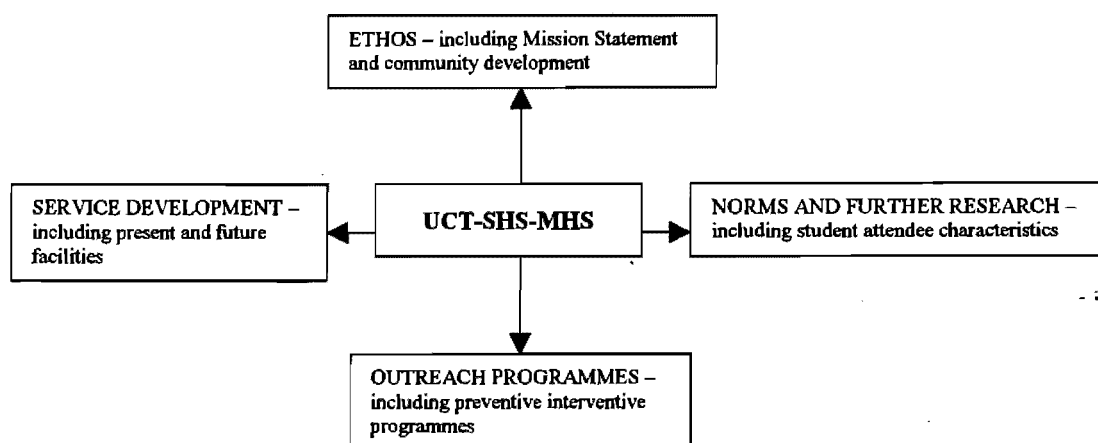 ETHOS – including Mission Statement
and community development
SERVICE DEVELOPMENT –
including present and future
facilities
UCT-SHS-MHS
NORMS AND FURTHER RESEARCH –
including student attendee characteristics
OUTREACH PROGRAMMES –
including preventive interventive
programmes